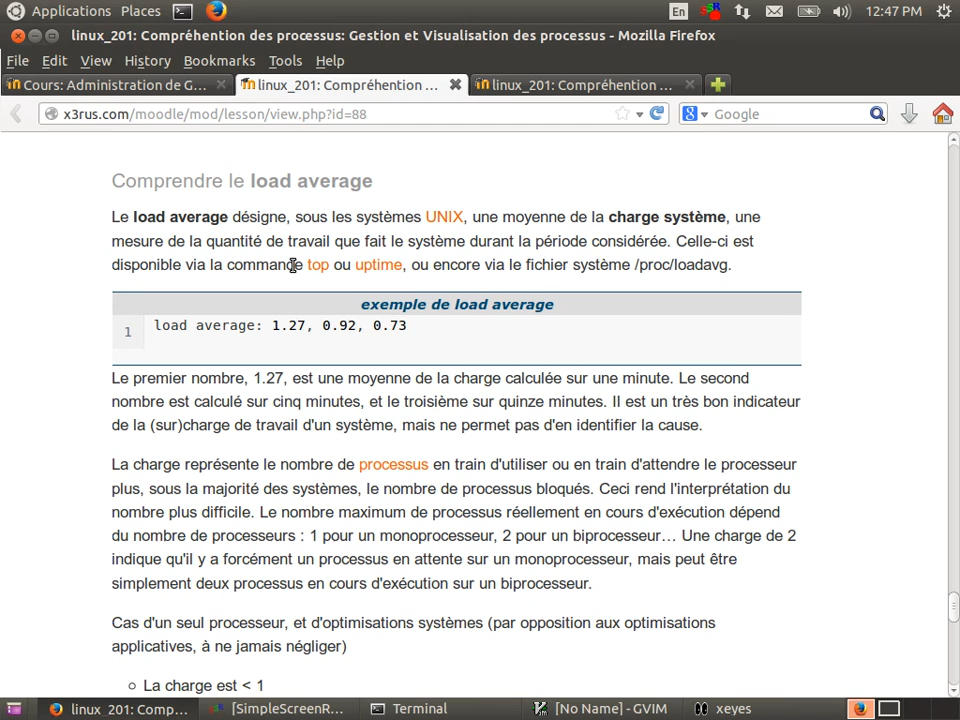 Applications Places En 12:47 PM
linux_201: Compréhention des processus: Gestion et Visualisation des processus - Mozilla Firefox
File Edit View History Bookmarks Tools Help
Cours: Administration de G... linux_201: Compréhention ... linux_201: Compréhention ...
x3rus.com/moodle/mod/lesson/view.php?id=88 Google
Comprendre le load average
Le load average désigne, sous les systèmes UNIX, une moyenne de la charge système, une
mesure de la quantité de travail que fait le système durant la période considérée. Celle-ci est
disponible via la commande top ou uptime, ou encore via le fichier système /proc/loadavg.
exemple de load average
1 load average: 1.27, 0.92, 0.73
Le premier nombre, 1.27, est une moyenne de la charge calculée sur une minute. Le second
nombre est calculé sur cinq minutes, et le troisième sur quinze minutes. Il est un très bon indicateur
de la (sur)charge de travail d'un système, mais ne permet pas d'en identifier la cause.
La charge représente le nombre de processus en train d'utiliser ou en train d'attendre le processeur
plus, sous la majorité des systèmes, le nombre de processus bloqués. Ceci rend l'interprétation du
nombre plus difficile. Le nombre maximum de processus réellement en cours d'exécution dépend
du nombre de processeurs : 1 pour un monoprocesseur, 2 pour un biprocesseur… Une charge de 2
indique qu'il y a forcément un processus en attente sur un monoprocesseur, mais peut être
simplement deux processus en cours d'exécution sur un biprocesseur.
Cas d'un seul processeur, et d'optimisations systèmes (par opposition aux optimisations
applicatives, à ne jamais négliger)
La charge est < 1
linux_201: Comp... [SimpleScreenR... Terminal [No Name] - GVIM xeyes